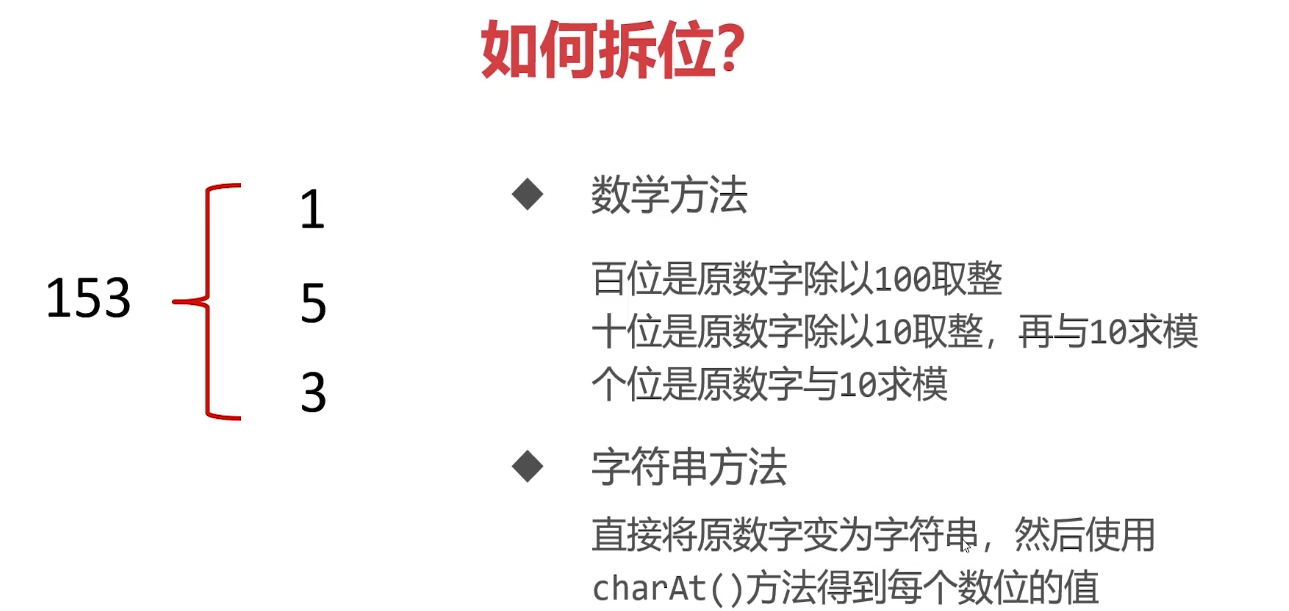 如何拆位？
153
1
5
3
数学方法
百位是原数字除以100取整
十位是原数字除以10取整，再与10求模
个位是原数字与10求模
字符串方法
直接将原数字变为字符串，然后使用
charAt()方法得到每个数位的值